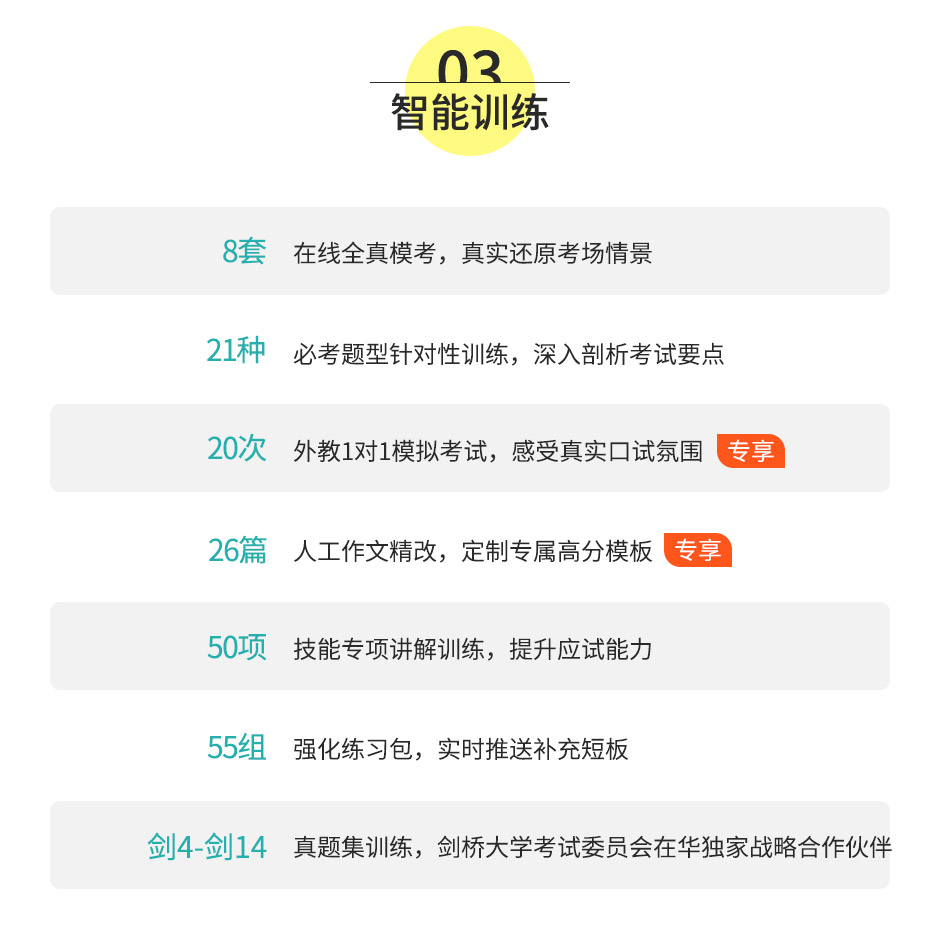 03
智能训练
8套 在线全真模考，真实还原考场情景
21种 必考题型针对性训练，深入剖析考试要点
20次 外教1对1模拟考试，感受真实口试氛围 专享
26篇 人工作文精改，定制专属高分模板 专享
50项 技能专项讲解训练，提升应试能力
55组 强化练习包，实时推送补充短板
剑4-剑14 真题集训练，剑桥大学考试委员会在华独家战略合作伙伴